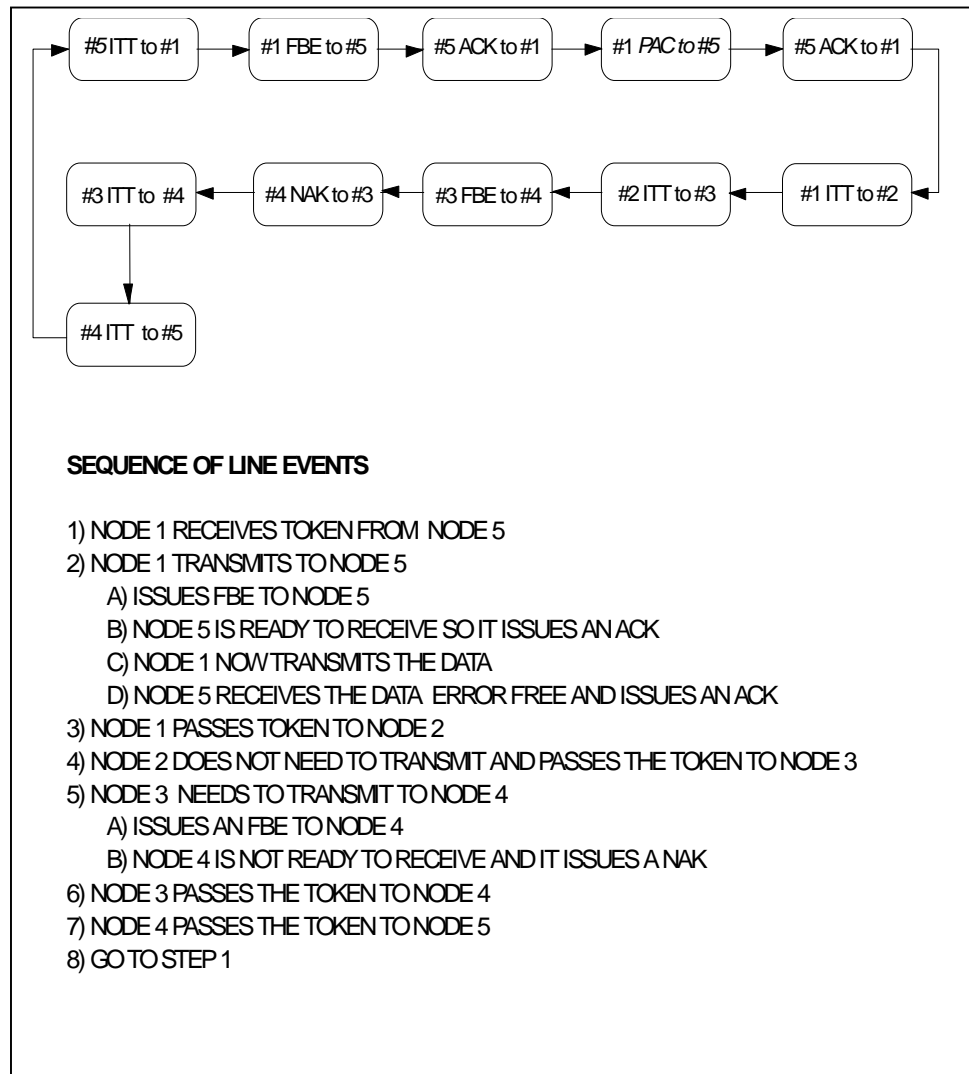 #5 ITT to #1
#1 FBE to #5
#5 ACK to #1
#1 PAC to #5
#5 ACK to #1
#3 ITT to #4
#4 NAK to #3
#3 FBE to #4
#2 ITT to #3
#1 ITT to #2
#4 ITT to #5
SEQUENCE OF LINE EVENTS
1) NODE 1 RECEIVES TOKEN FROM NODE 5
2) NODE 1 TRANSMITS TO NODE 5
A) ISSUES FBE TO NODE 5
B) NODE 5 IS READY TO RECEIVE SO IT ISSUES AN ACK
C) NODE 1 NOW TRANSMITS THE DATA
D) NODE 5 RECEIVES THE DATA ERROR FREE AND ISSUES AN ACK
3) NODE 1 PASSES TOKEN TO NODE 2
4) NODE 2 DOES NOT NEED TO TRANSMIT AND PASSES THE TOKEN TO NODE 3
5) NODE 3 NEEDS TO TRANSMIT TO NODE 4
A) ISSUES AN FBE TO NODE 4
B) NODE 4 IS NOT READY TO RECEIVE AND IT ISSUES A NAK
6) NODE 3 PASSES THE TOKEN TO NODE 4
7) NODE 4 PASSES THE TOKEN TO NODE 5
8) GO TO STEP 1